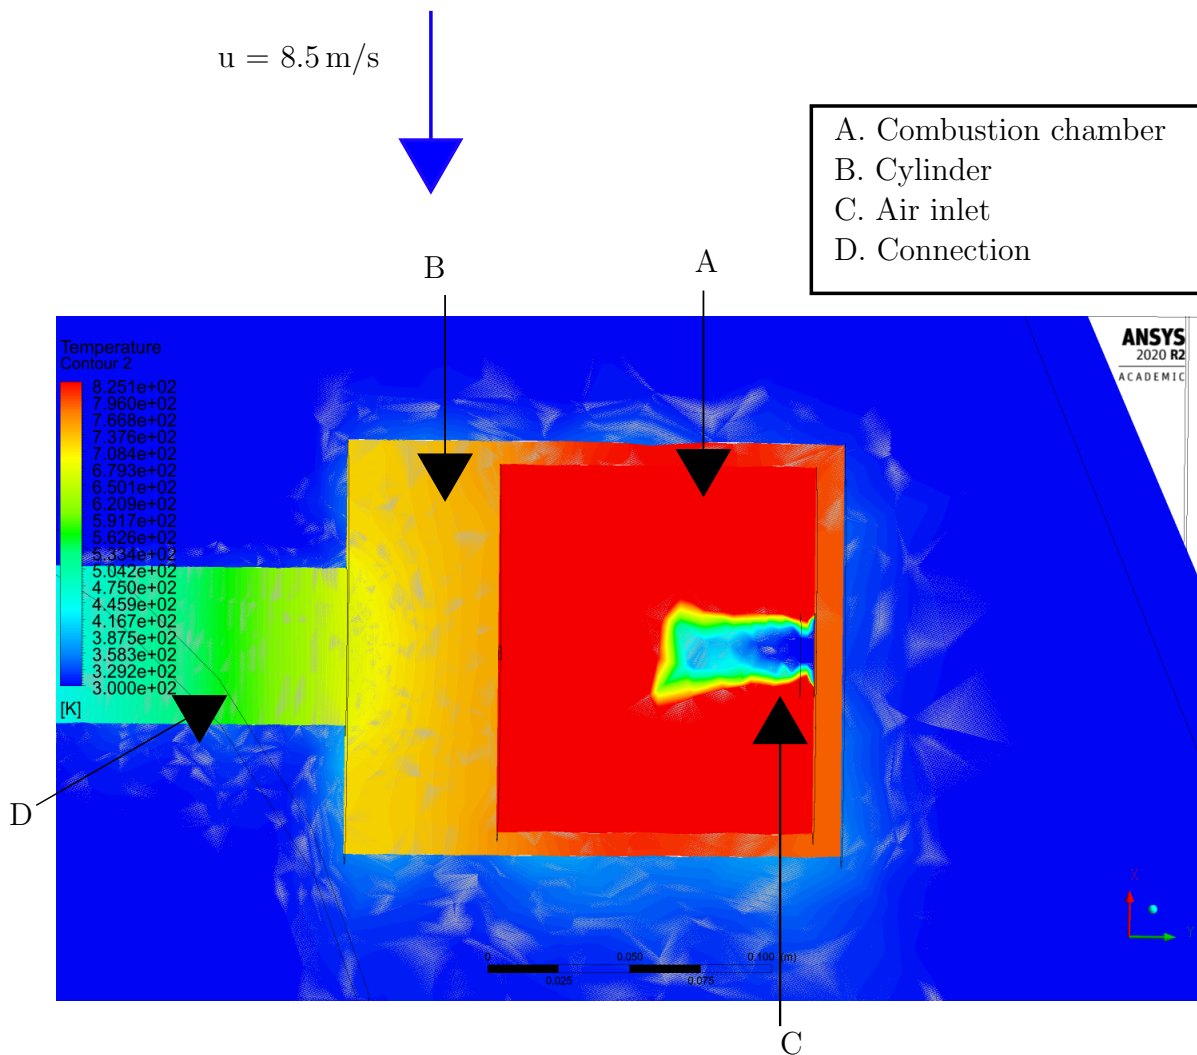 u = 8.5 m/s
A. Combustion chamber
B. Cylinder
C. Air inlet
D. Connection
B
A
ANSYS
2020 R2
ACADEMIC
Temperature
Contour 2
8.251e+02
7.960e+02
7.668e+02
7.376e+02
7.084e+02
6.793e+02
6.501e+02
6.209e+02
5.917e+02
5.626e+02
5.334e+02
5.042e+02
4.750e+02
4.459e+02
4.167e+02
3.875e+02
3.583e+02
3.292e+02
3.000e+02
[K]
D
X
Y
0 0.050 0.100 (m)
0.025 0.075
C